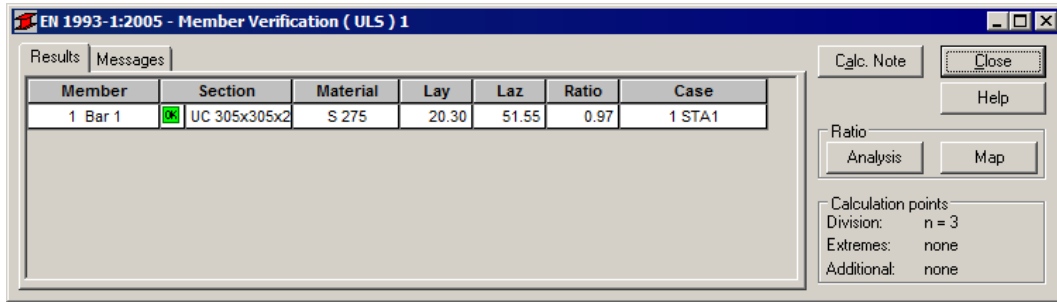 EN 1993-1:2005 - Member Verification ( ULS ) 1
Results Messages
Member Section Material Lay Laz Ratio Case
1 Bar 1 OK UC 305x305x2 S 275 20.30 51.55 0.97 1 STA1
Calc. Note Close
Help
Ratio
Analysis Map
Calculation points
Division: n = 3
Extremes: none
Additional: none